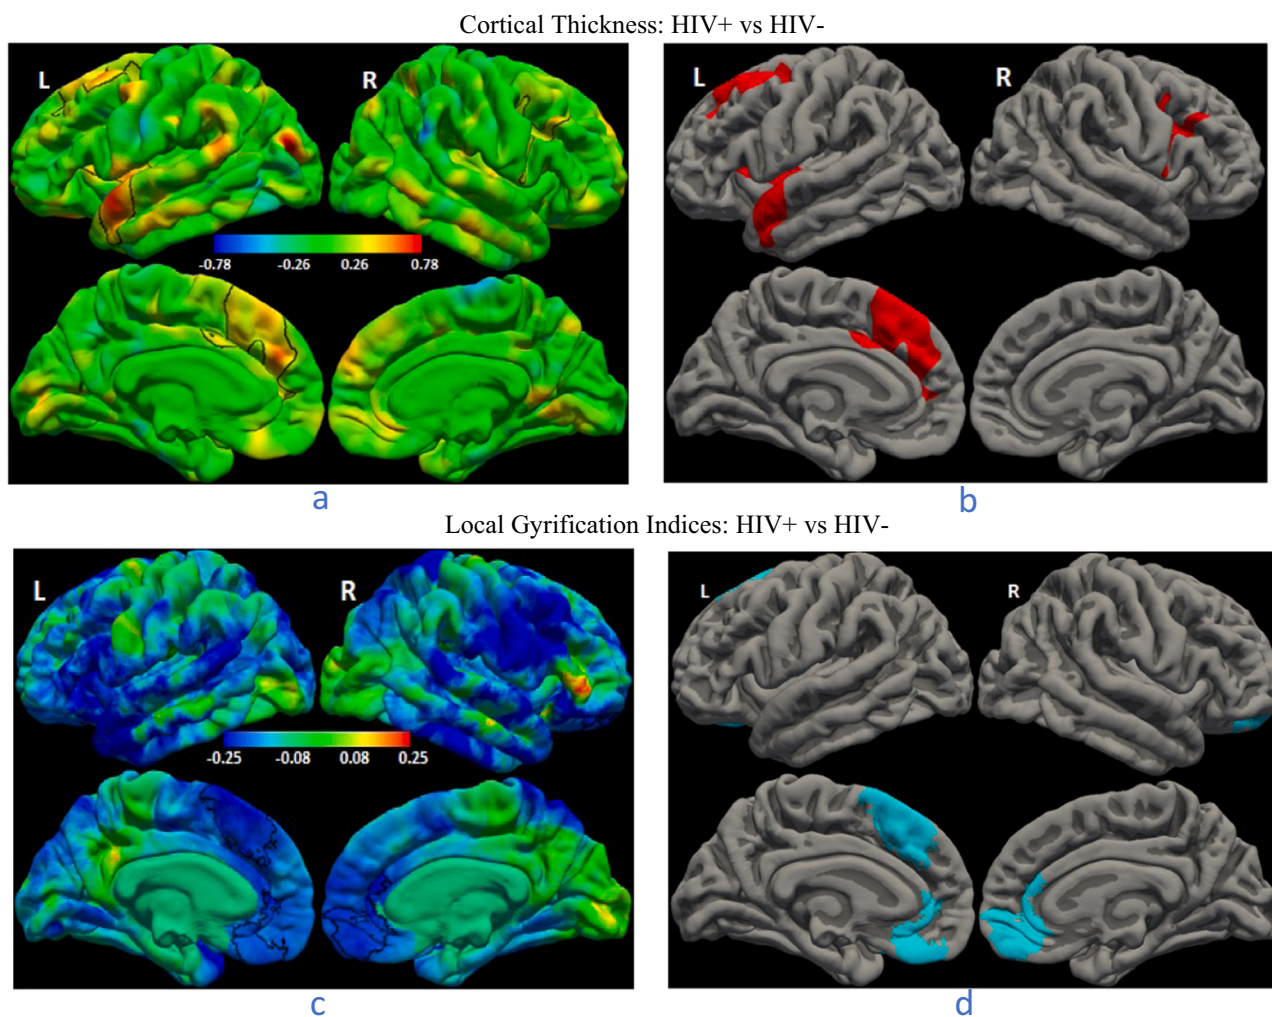 Cortical Thickness: HIV+ vs HIV-
L
R
L
R
-0.78 -0.26 0.26 0.78
a
b
Local Gyrification Indices: HIV+ vs HIV-
L
R
L
R
-0.25 -0.08 0.08 0.25
c
d